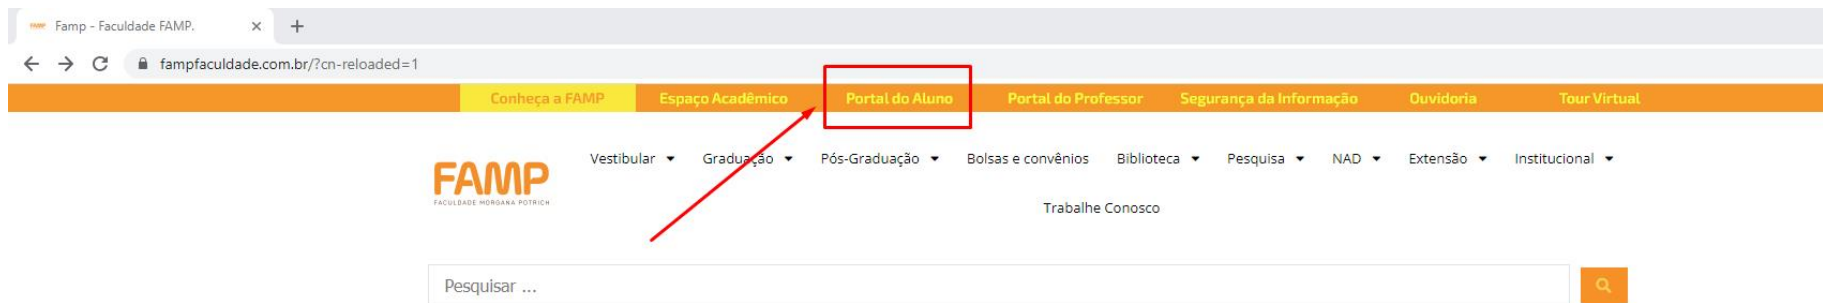 Famp - Faculdade FAMP.
fampfaculdade.com.br/?cn-reloaded=1
Conheça a FAMP Espaço Acadêmico Portal do Aluno Portal do Professor Segurança da Informação Ouvidoria Tour Virtual
FAMP
FACULDADE MORGANA POTRICH
Vestibular Graduação Pós-Graduação Bolsas e convênios Biblioteca Pesquisa NAD Extensão Institucional
Trabalhe Conosco
Pesquisar ...